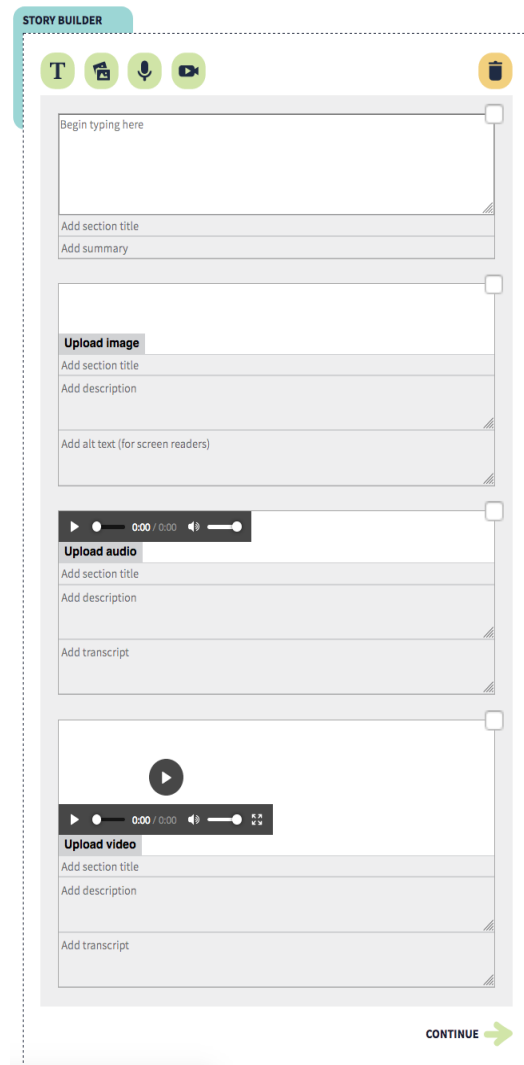 STORY BUILDER
T
Begin typing here
Add section title
Add summary
Upload image
Add section title
Add description
Add alt text (for screen readers)
0:00 / 0:00
Upload audio
Add section title
Add description
Add transcript
0:00 / 0:00
Upload video
Add section title
Add description
Add transcript
CONTINUE